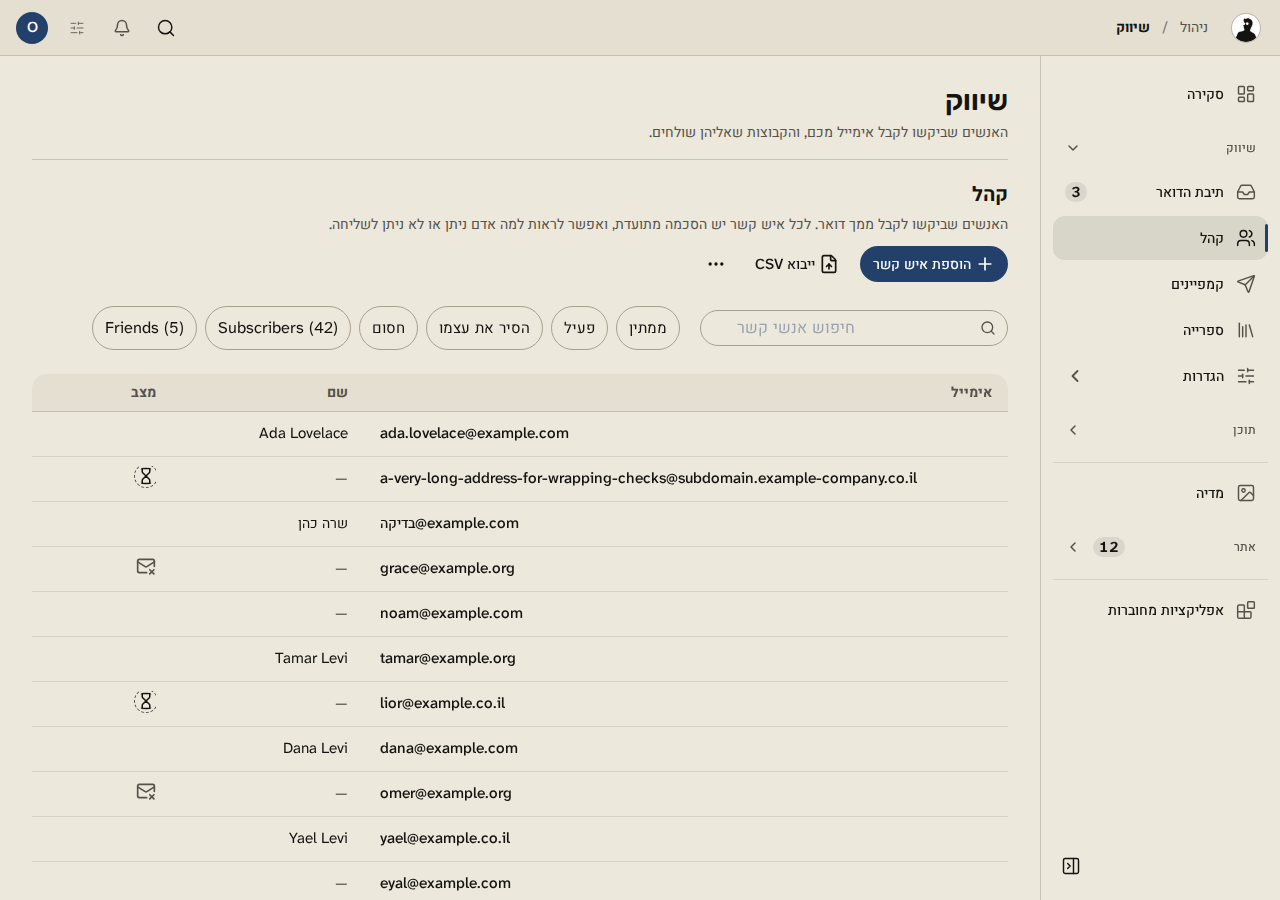 ניהול / שיווק
O
סקירה
שיווק
תיבת הדואר 3
קהל
קמפיינים
ספרייה
הגדרות
תוכן
מדיה
אתר 12
אפליקציות מחוברות
שיווק
האנשים שביקשו לקבל אימייל מכם, והקבוצות שאליהן שולחים.
קהל
האנשים שביקשו לקבל ממך דואר. לכל איש קשר יש הסכמה מתועדת, ואפשר לראות למה אדם ניתן או לא ניתן לשליחה.
הוספת איש קשר ייבוא CSV
חיפוש אנשי קשר ממתין פעיל הסיר את עצמו חסום Subscribers (42) Friends (5)
אימייל שם מצב
ada.lovelace@example.com Ada Lovelace
a-very-long-address-for-wrapping-checks@subdomain.example-company.co.il —
בדיקה@example.com שרה כהן
grace@example.org —
noam@example.com —
tamar@example.org Tamar Levi
lior@example.co.il —
dana@example.com Dana Levi
omer@example.org —
yael@example.co.il Yael Levi
eyal@example.com —